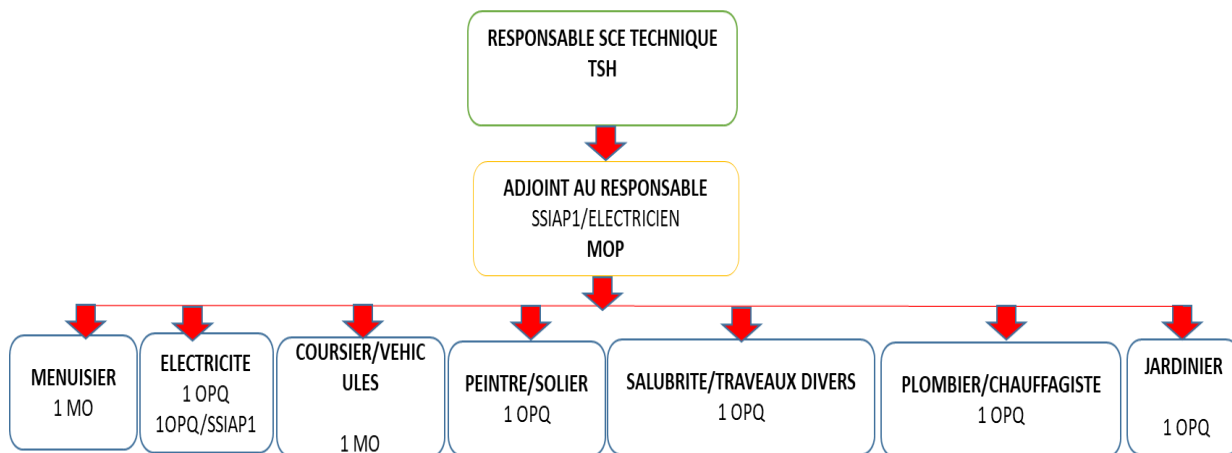 RESPONSABLE SCE TECHNIQUE
TSH
ADJOINT AU RESPONSABLE
SSIAP1/ELECTRICIEN
MOP
MENUISIER
1 MO
ELECTRICITE
1 OPQ
1OPQ/SSIAP1
COURSIER/VEHIC
ULES
1 MO
PEINTRE/SOLIER
1 OPQ
SALUBRITE/TRAVEAUX DIVERS
1 OPQ
PLOMBIER/CHAUFFAGISTE
1 OPQ
JARDINIER
1 OPQ